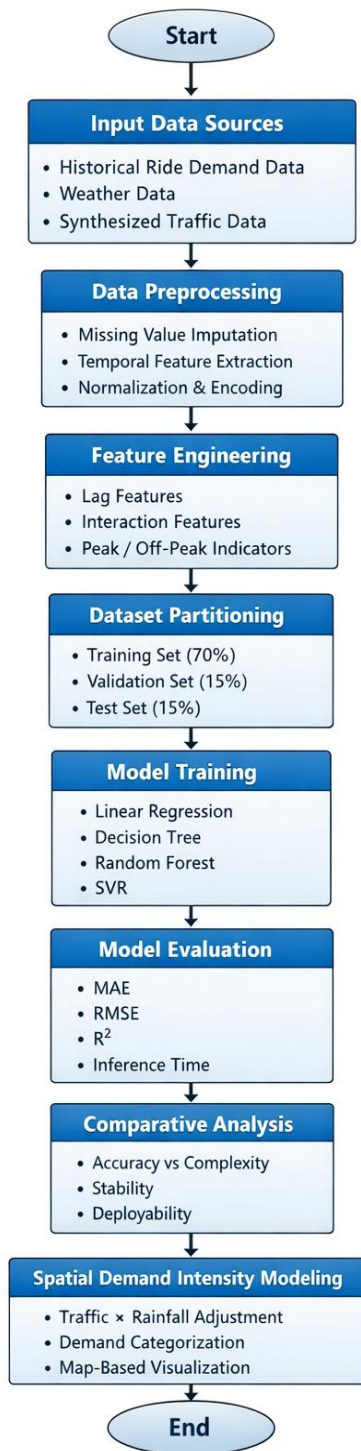 Start
Input Data Sources
• Historical Ride Demand Data
• Weather Data
• Synthesized Traffic Data
Data Preprocessing
• Missing Value Imputation
• Temporal Feature Extraction
• Normalization & Encoding
Feature Engineering
• Lag Features
• Interaction Features
• Peak / Off-Peak Indicators
Dataset Partitioning
• Training Set (70%)
• Validation Set (15%)
• Test Set (15%)
Model Training
• Linear Regression
• Decision Tree
• Random Forest
• SVR
Model Evaluation
• MAE
• RMSE
• R²
• Inference Time
Comparative Analysis
• Accuracy vs Complexity
• Stability
• Deployability
Spatial Demand Intensity Modeling
• Traffic × Rainfall Adjustment
• Demand Categorization
• Map-Based Visualization
End